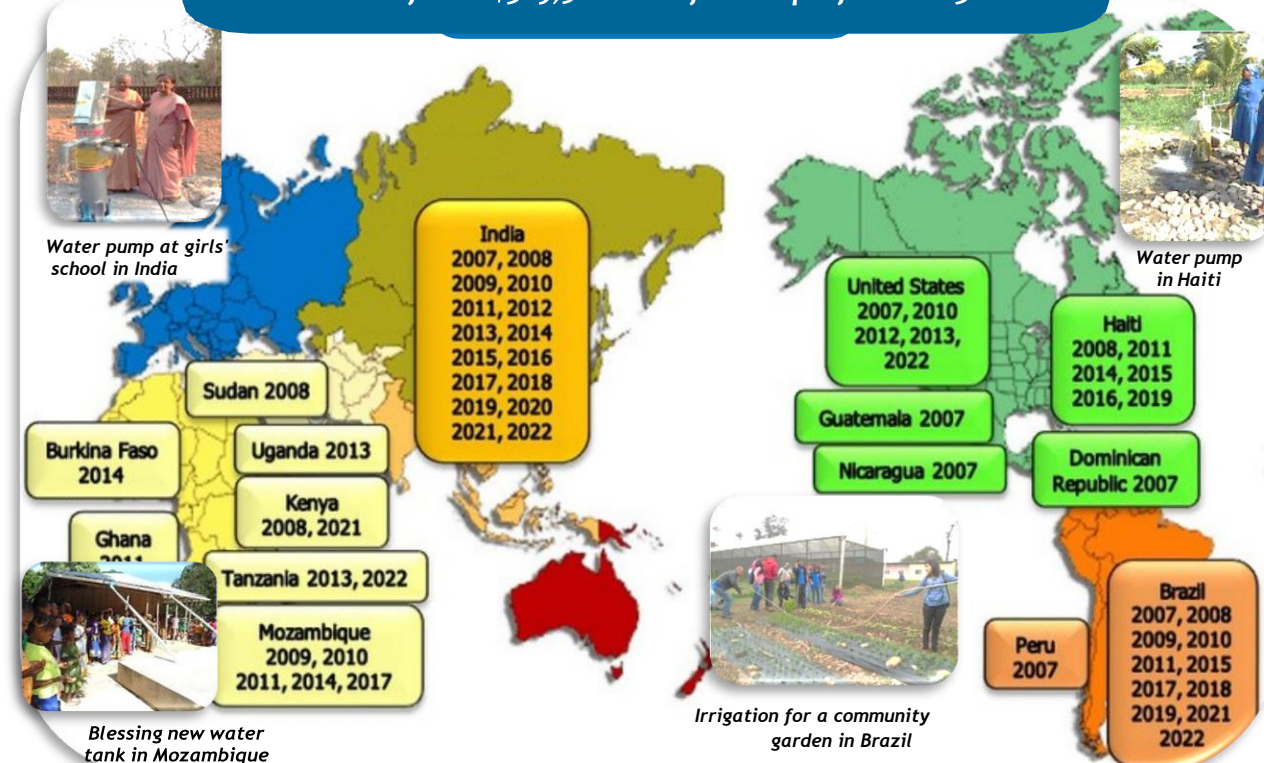 Water pump at girls'
school in India
India
2007, 2008
2009, 2010
2011, 2012
2013, 2014
2015, 2016
2017, 2018
2019, 2020
2021, 2022
Sudan 2008
Burkina Faso
2014
Uganda 2013
Kenya
2008, 2021
Ghana
2011
Tanzania 2013, 2022
Mozambique
2009, 2010
2011, 2014, 2017
Blessing new water
tank in Mozambique
Water pump
in Haiti
United States
2007, 2010
2012, 2013,
2022
Haiti
2008, 2011
2014, 2015
2016, 2019
Guatemala 2007
Nicaragua 2007
Dominican
Republic 2007
Irrigation for a community
garden in Brazil
Peru
2007
Brazil
2007, 2008
2009, 2010
2011, 2015
2017, 2018
2019, 2021
2022